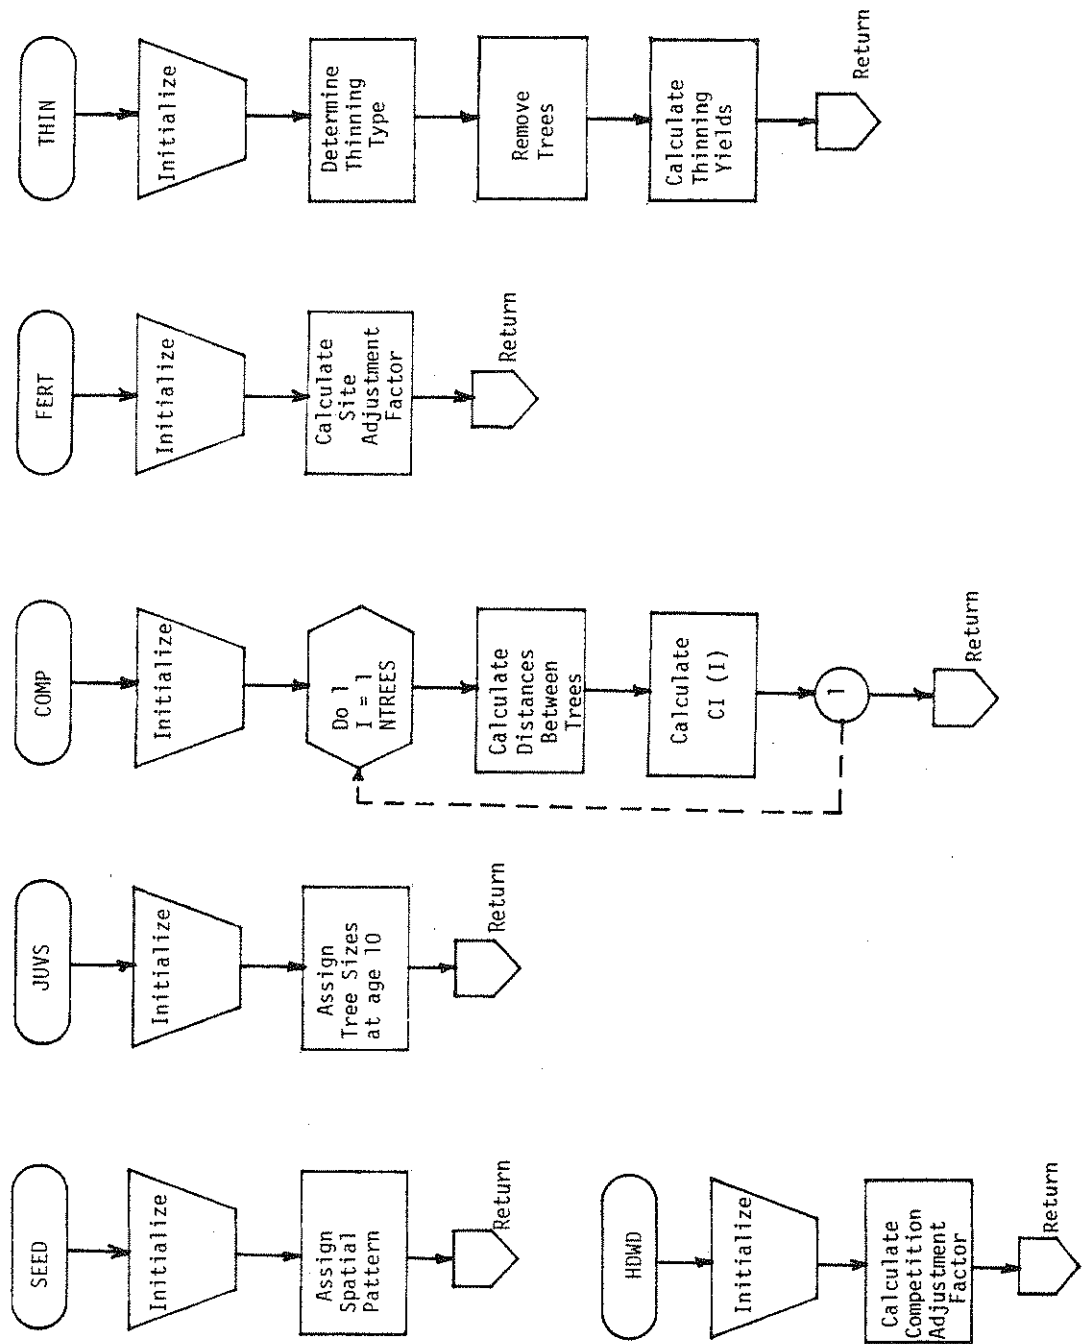 SEED
Initialize
Assign
Spatial
Pattern
Return
JUVS
Initialize
Assign
Tree Sizes
at age 10
Return
COMP
Initialize
Do 1
I = 1
NTREES
Calculate
Distances
Between
Trees
Calculate
CI (I)
1
Return
FERT
Initialize
Calculate
Site
Adjustment
Factor
Return
THIN
Initialize
Determine
Thinning
Type
Remove
Trees
Calculate
Thinning
Yields
Return
HDWD
Initialize
Calculate
Competition
Adjustment
Factor
Return